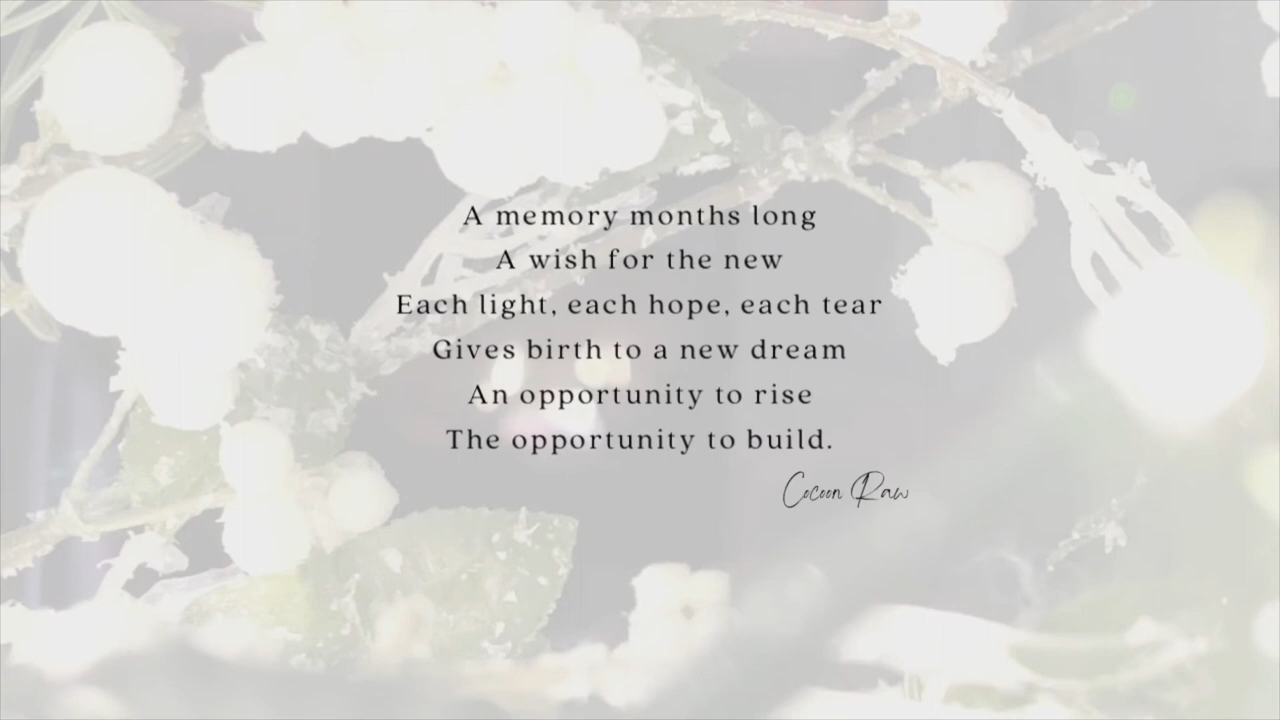 A memory months long
A wish for the new
Each light, each hope, each tear
Gives birth to a new dream
An opportunity to rise
The opportunity to build.
Cocoon Raw